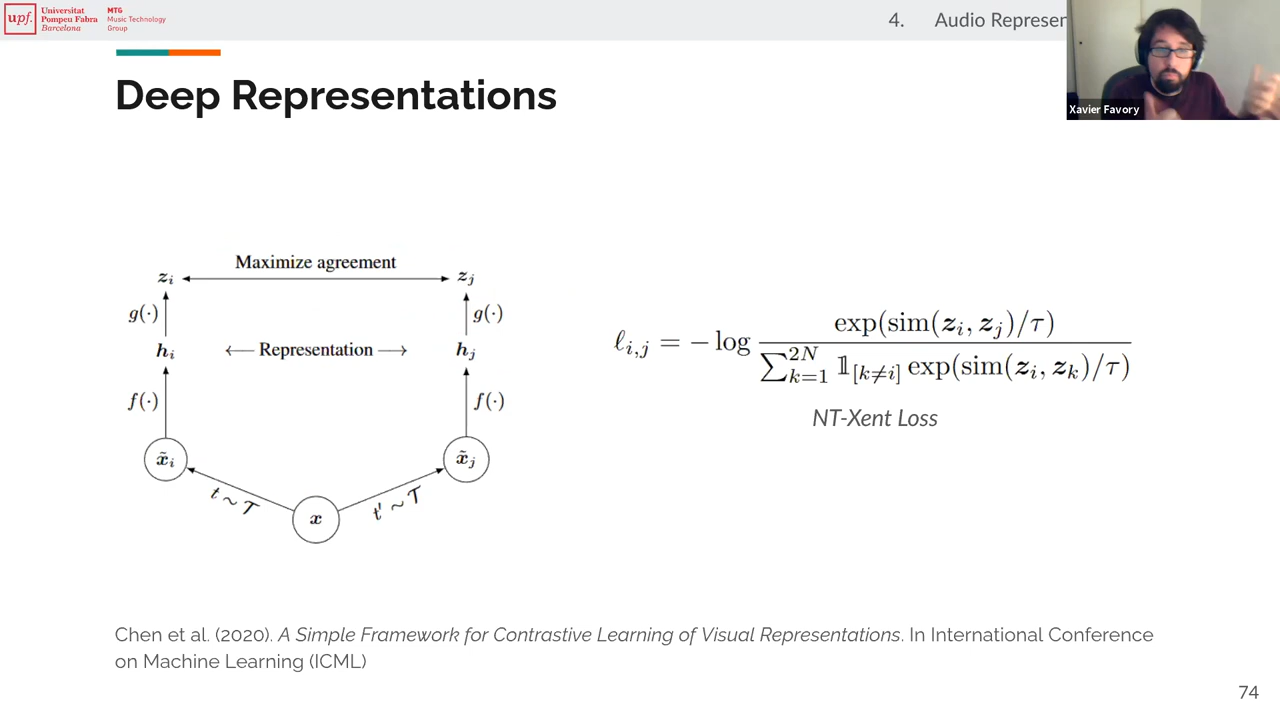 upf.
Universitat
Pompeu Fabra
Barcelona
MTG
Music Technology
Group
4. Audio
Xavier Favory
Deep Representations
Maximize agreement
z_i z_j
g(·) g(·)
h_i ⟵ Representation ⟶ h_j
f(·) f(·)
x̃_i x̃_j
t ~ 𝒯 t' ~ 𝒯
x
ℓ_{i,j} = − log exp(sim(z_i, z_j)/τ) / ∑_{k=1}^{2N} 𝟙_{[k≠i]} exp(sim(z_i, z_k)/τ)
NT-Xent Loss
Chen et al. (2020). A Simple Framework for Contrastive Learning of Visual Representations. In International Conference
on Machine Learning (ICML)
74